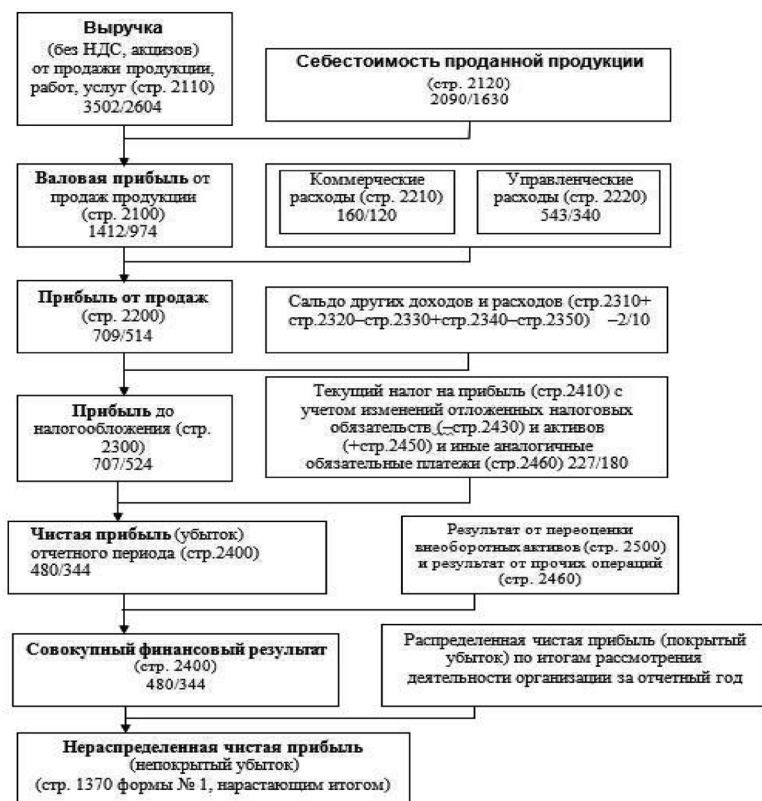 Выручка
(без НДС, акцизов)
от продажи продукции,
работ, услуг (стр. 2110)
3502/2604
Себестоимость проданной продукции
(стр. 2120)
2090/1630
Валовая прибыль от
продаж продукции
(стр. 2100)
1412/974
Коммерческие
расходы (стр. 2210)
160/120
Управленческие
расходы (стр. 2220)
543/340
Прибыль от продаж
(стр. 2200)
709/514
Сальдо других доходов и расходов (стр.2310+
стр.2320–стр.2330+стр.2340–стр.2350) –2/10
Прибыль до
налогообложения (стр.
2300)
707/524
Текущий налог на прибыль (стр.2410) с
учетом изменений отложенных налоговых
обязательств (–стр.2430) и активов
(+стр.2450) и иные аналогичные
обязательные платежи (стр.2460) 227/180
Чистая прибыль (убыток)
отчетного периода (стр.2400)
480/344
Результат от переоценки
внеоборотных активов (стр. 2500)
и результат от прочих операций
(стр. 2460)
Совокупный финансовый результат
(стр. 2400)
480/344
Распределенная чистая прибыль (покрытый
убыток) по итогам рассмотрения
деятельности организации за отчетный год
Нераспределенная чистая прибыль
(непокрытый убыток)
(стр. 1370 формы № 1, нарастающим итогом)